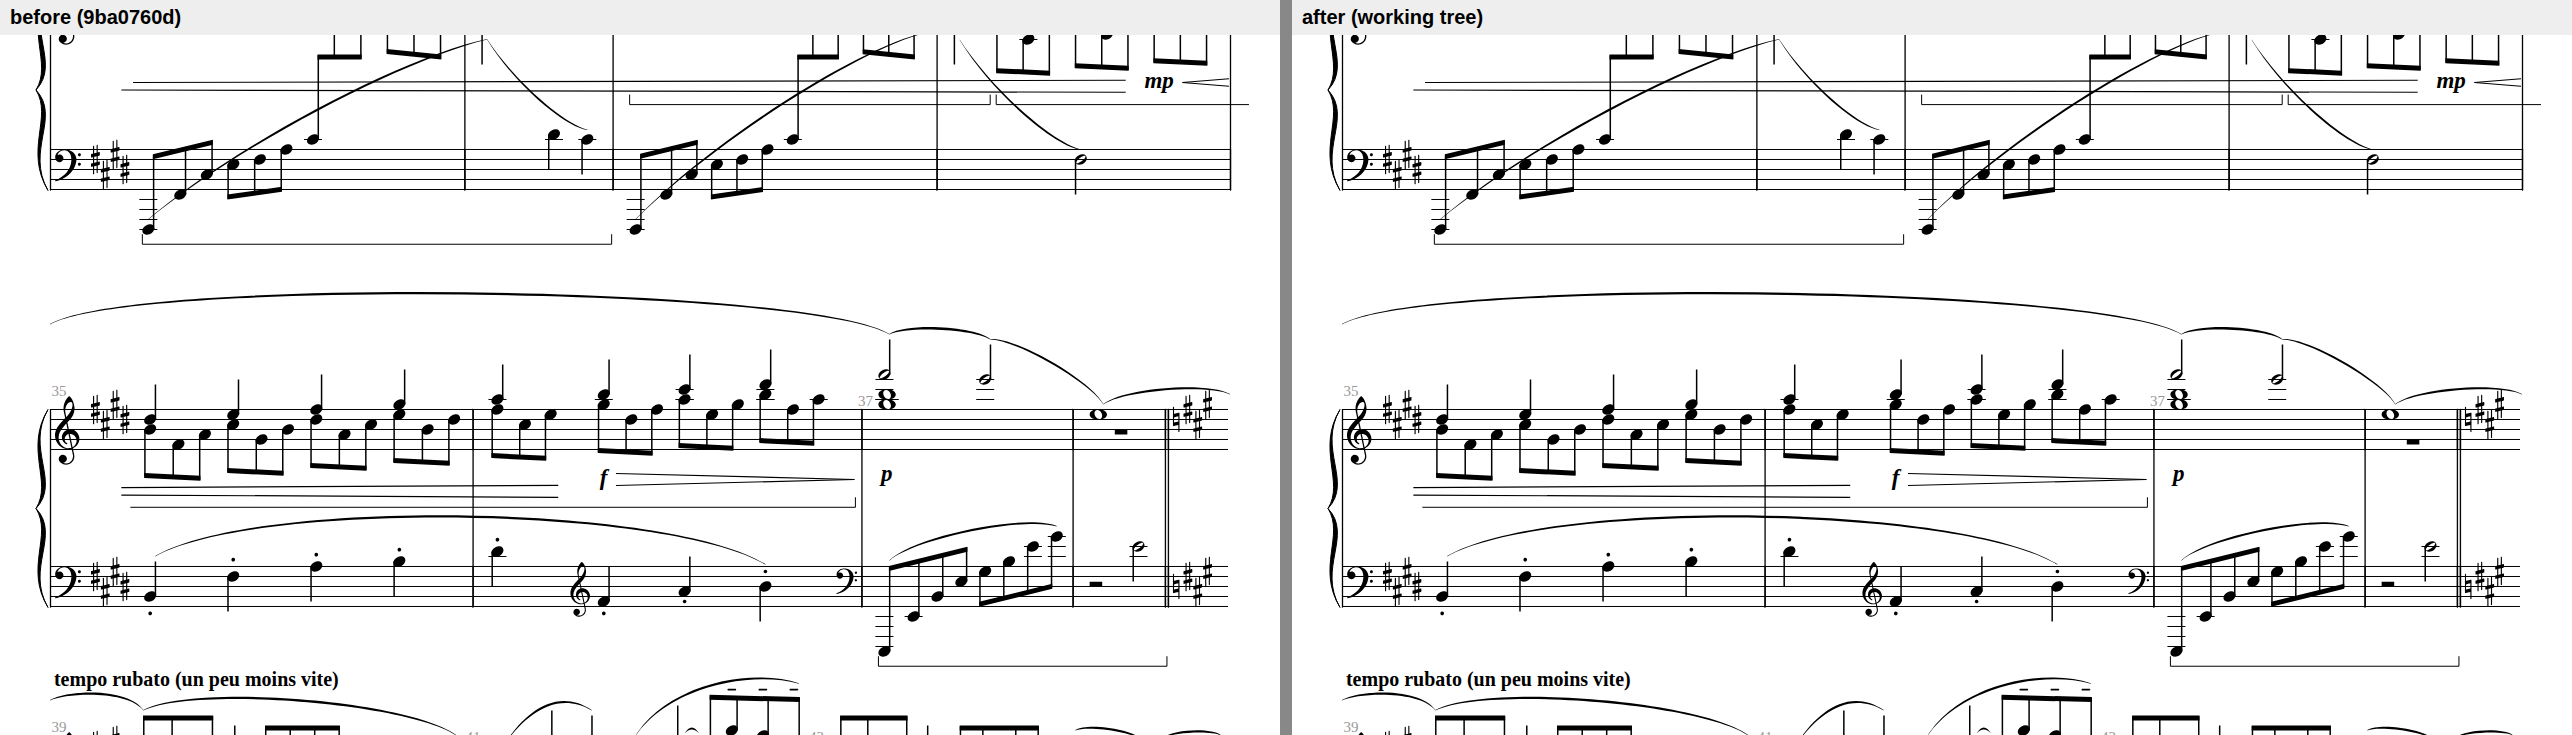 before (9ba0760d)
mp
35
37
f
p
tempo rubato (un peu moins vite)
39
after (working tree)
mp
35
37
f
p
tempo rubato (un peu moins vite)
39